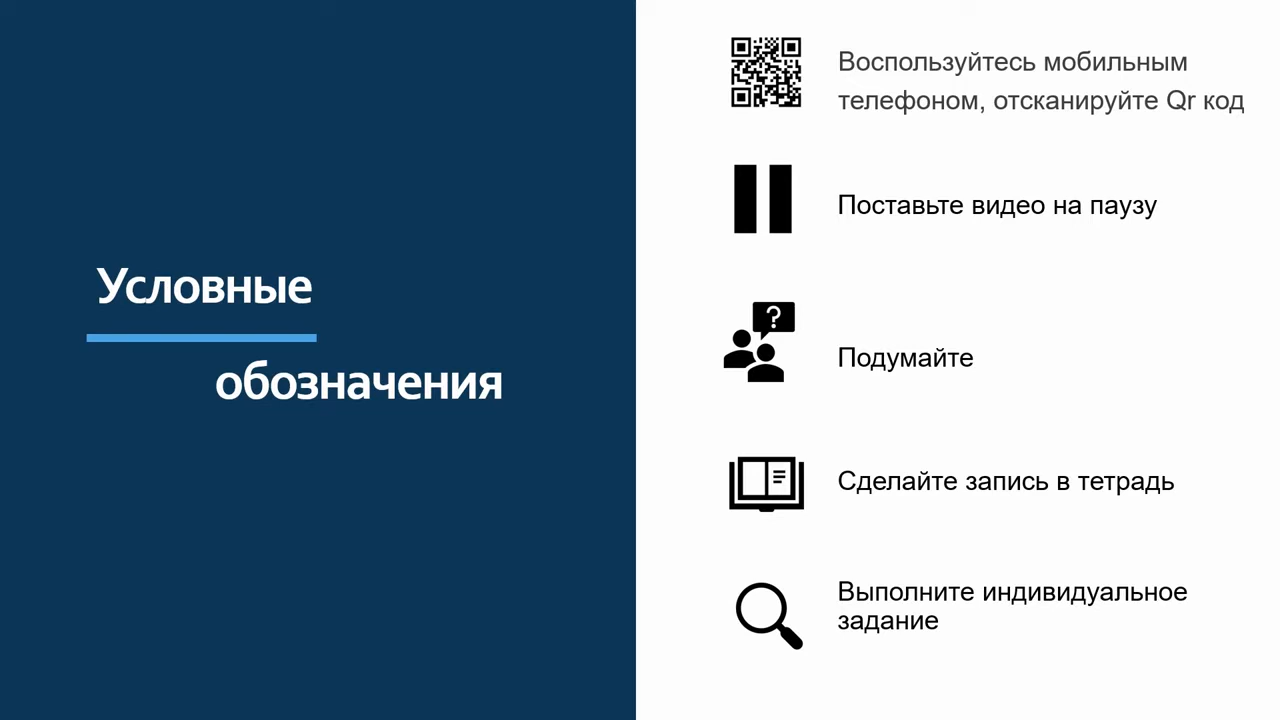 Условные
обозначения
Воспользуйтесь мобильным
телефоном, отсканируйте Qr код
Поставьте видео на паузу
?
Подумайте
Сделайте запись в тетрадь
Выполните индивидуальное
задание